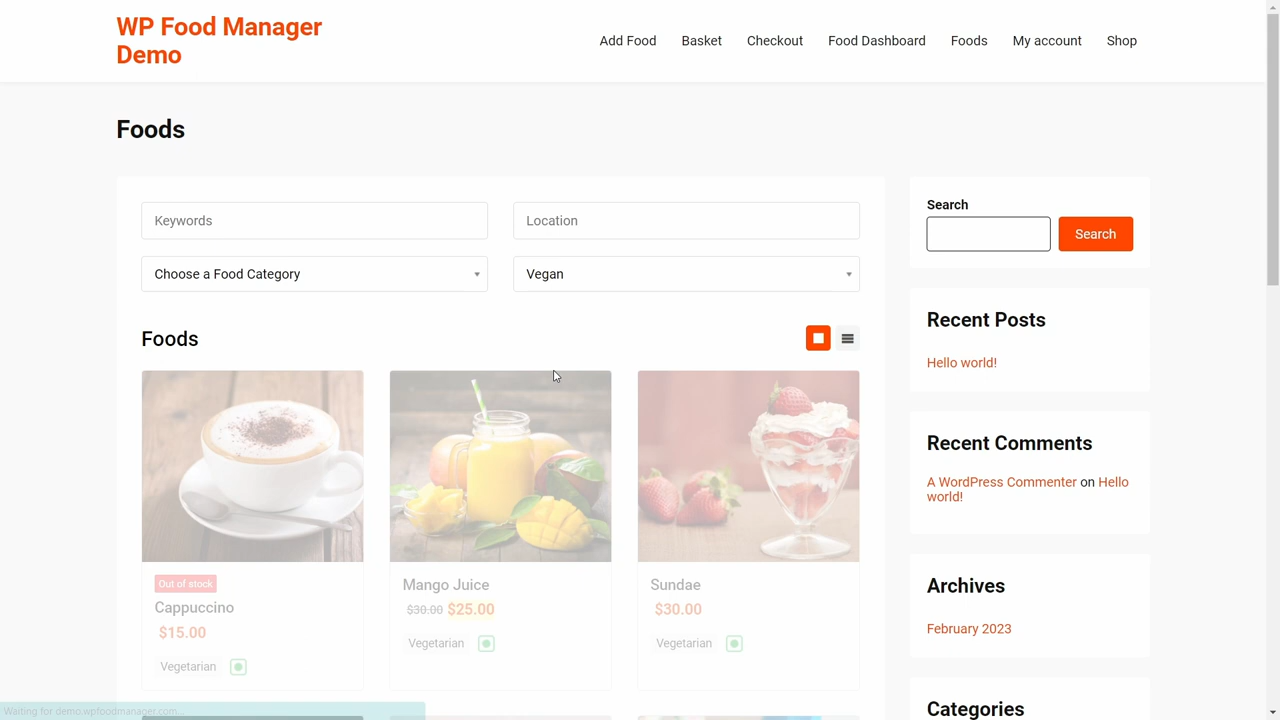 WP Food Manager
Demo
Add Food
Basket
Checkout
Food Dashboard
Foods
My account
Shop
Foods
Keywords
Location
Choose a Food Category
Vegan
Foods
Out of stock
Cappuccino
$15.00
Vegetarian
Mango Juice
$30.00 $25.00
Vegetarian
Sundae
$30.00
Vegetarian
Search
Search
Recent Posts
Hello world!
Recent Comments
A WordPress Commenter on Hello
world!
Archives
February 2023
Categories
Waiting for demo.wpfoodmanager.com...